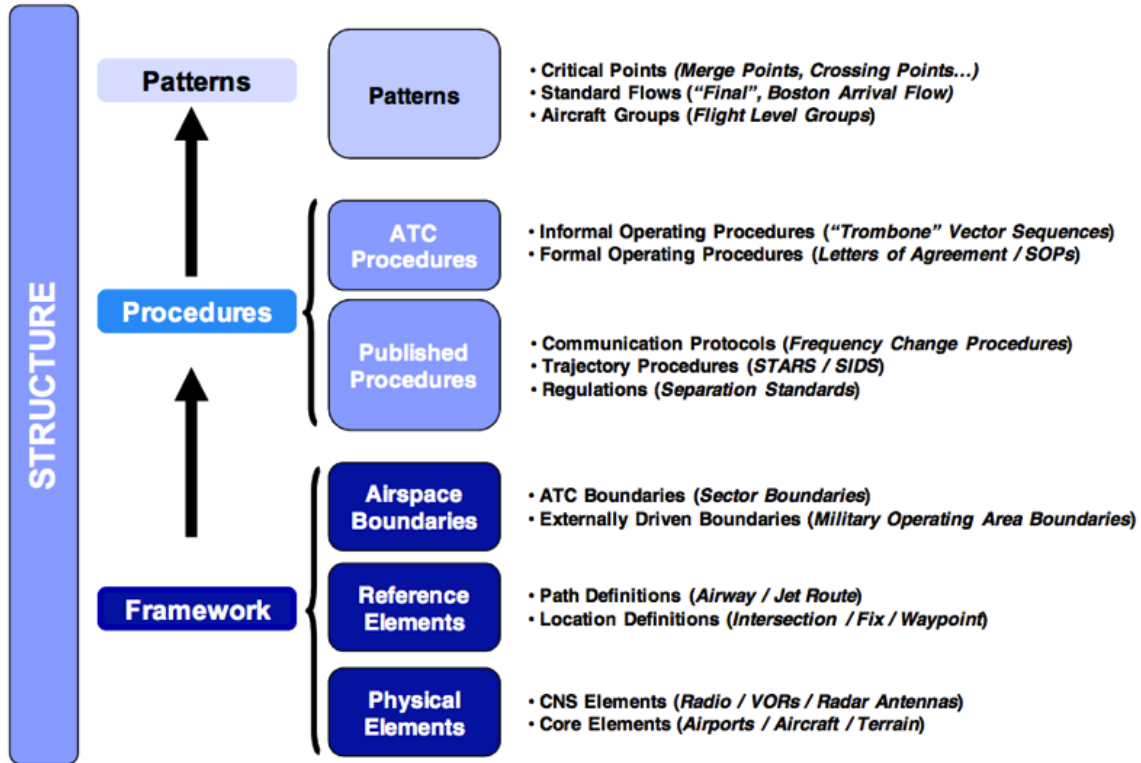 STRUCTURE
Patterns
Patterns
• Critical Points (Merge Points, Crossing Points...)
• Standard Flows (“Final”, Boston Arrival Flow)
• Aircraft Groups (Flight Level Groups)
Procedures
ATC
Procedures
• Informal Operating Procedures (“Trombone” Vector Sequences)
• Formal Operating Procedures (Letters of Agreement / SOPs)
Published
Procedures
• Communication Protocols (Frequency Change Procedures)
• Trajectory Procedures (STARS / SIDS)
• Regulations (Separation Standards)
Framework
Airspace
Boundaries
• ATC Boundaries (Sector Boundaries)
• Externally Driven Boundaries (Military Operating Area Boundaries)
Reference
Elements
• Path Definitions (Airway / Jet Route)
• Location Definitions (Intersection / Fix / Waypoint)
Physical
Elements
• CNS Elements (Radio / VORs / Radar Antennas)
• Core Elements (Airports / Aircraft / Terrain)